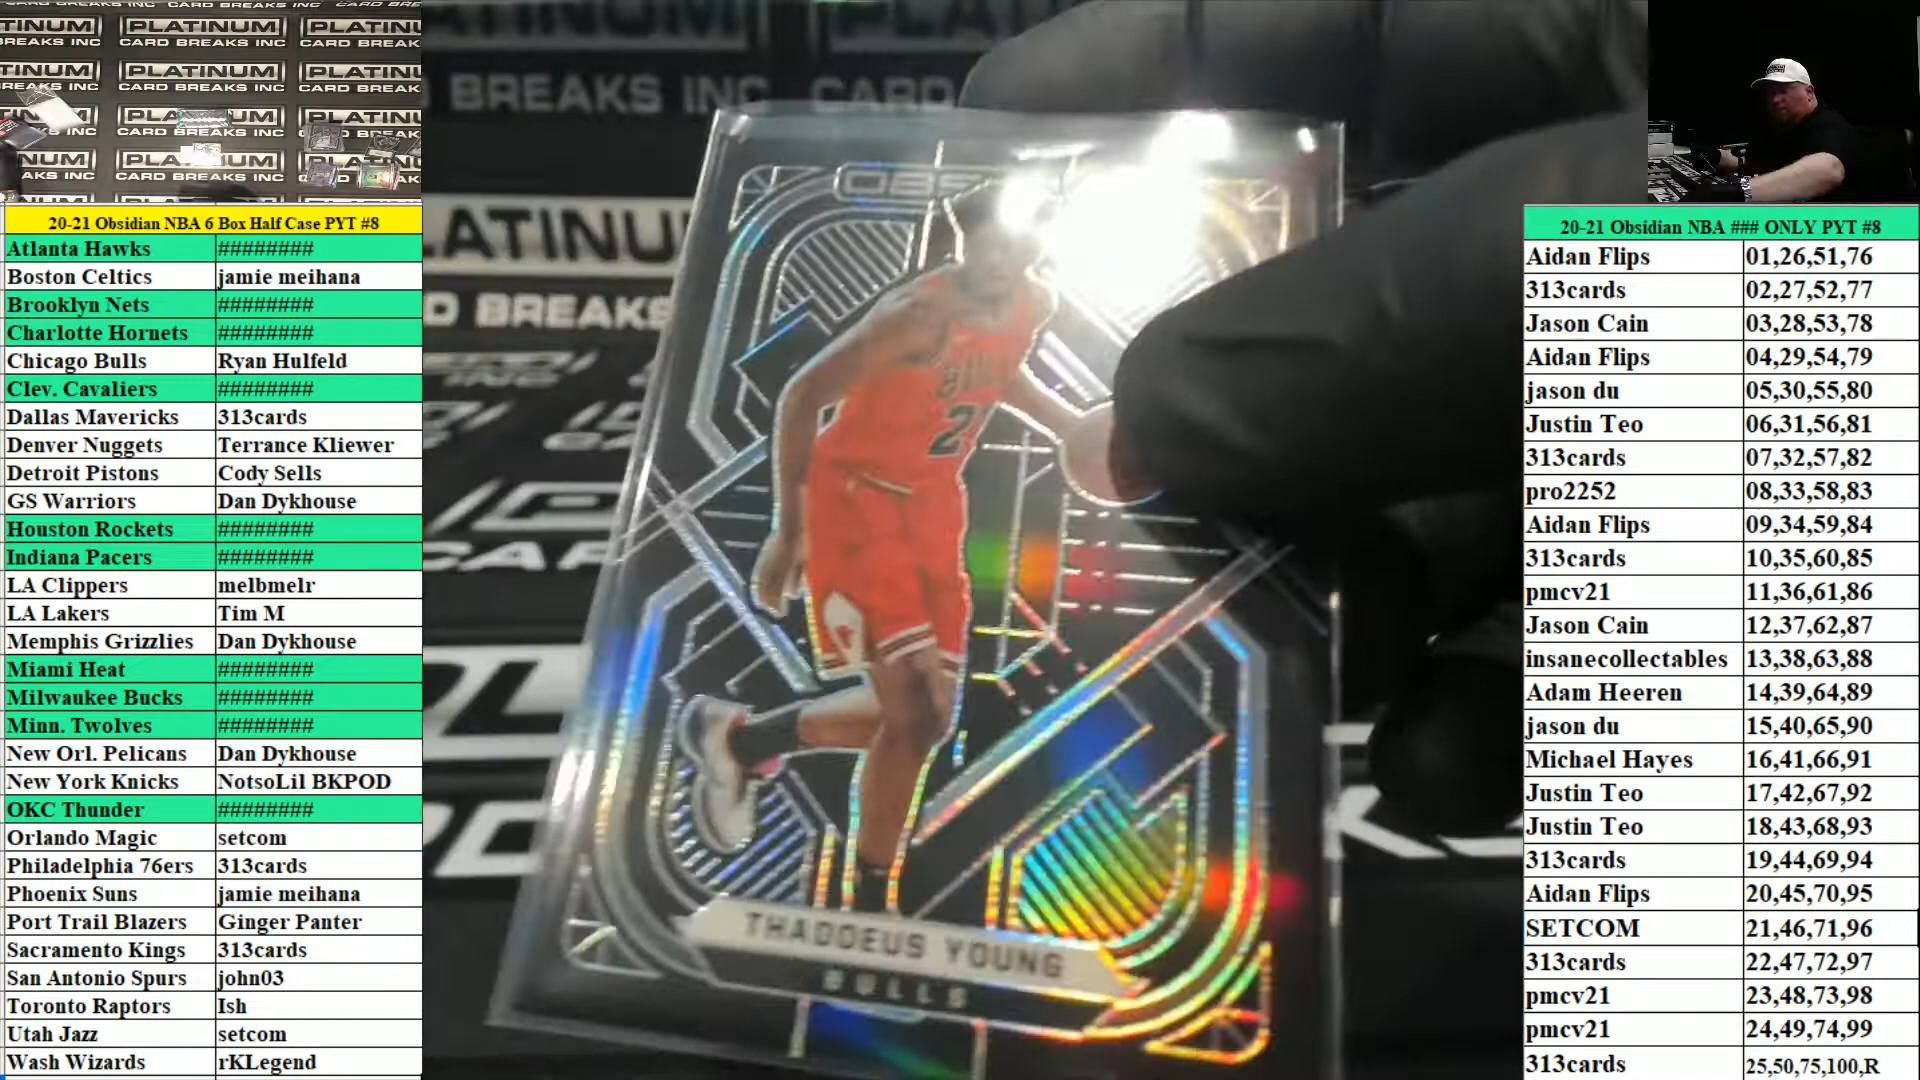 PLATINUM PLATINUM
CARD BREAKS INC
BREAKS INC CARD
20-21 Obsidian NBA 6 Box Half Case PYT #8
Atlanta Hawks ########
Boston Celtics jamie meihana
Brooklyn Nets ########
Charlotte Hornets ########
Chicago Bulls Ryan Hulfeld
Clev. Cavaliers ########
Dallas Mavericks 313cards
Denver Nuggets Terrance Kliewer
Detroit Pistons Cody Sells
GS Warriors Dan Dykhouse
Houston Rockets ########
Indiana Pacers ########
LA Clippers melbmelr
LA Lakers Tim M
Memphis Grizzlies Dan Dykhouse
Miami Heat ########
Milwaukee Bucks ########
Minn. Twolves ########
New Orl. Pelicans Dan Dykhouse
New York Knicks NotsoLil BKPOD
OKC Thunder ########
Orlando Magic setcom
Philadelphia 76ers 313cards
Phoenix Suns jamie meihana
Port Trail Blazers Ginger Panter
Sacramento Kings 313cards
San Antonio Spurs john03
Toronto Raptors Ish
Utah Jazz setcom
Wash Wizards rKLegend
THADDEUS YOUNG
BULLS
20-21 Obsidian NBA ### ONLY PYT #8
Aidan Flips 01,26,51,76
313cards 02,27,52,77
Jason Cain 03,28,53,78
Aidan Flips 04,29,54,79
jason du 05,30,55,80
Justin Teo 06,31,56,81
313cards 07,32,57,82
pro2252 08,33,58,83
Aidan Flips 09,34,59,84
313cards 10,35,60,85
pmcv21 11,36,61,86
Jason Cain 12,37,62,87
insanecollectables 13,38,63,88
Adam Heeren 14,39,64,89
jason du 15,40,65,90
Michael Hayes 16,41,66,91
Justin Teo 17,42,67,92
Justin Teo 18,43,68,93
313cards 19,44,69,94
Aidan Flips 20,45,70,95
SETCOM 21,46,71,96
313cards 22,47,72,97
pmcv21 23,48,73,98
pmcv21 24,49,74,99
313cards 25,50,75,100,R